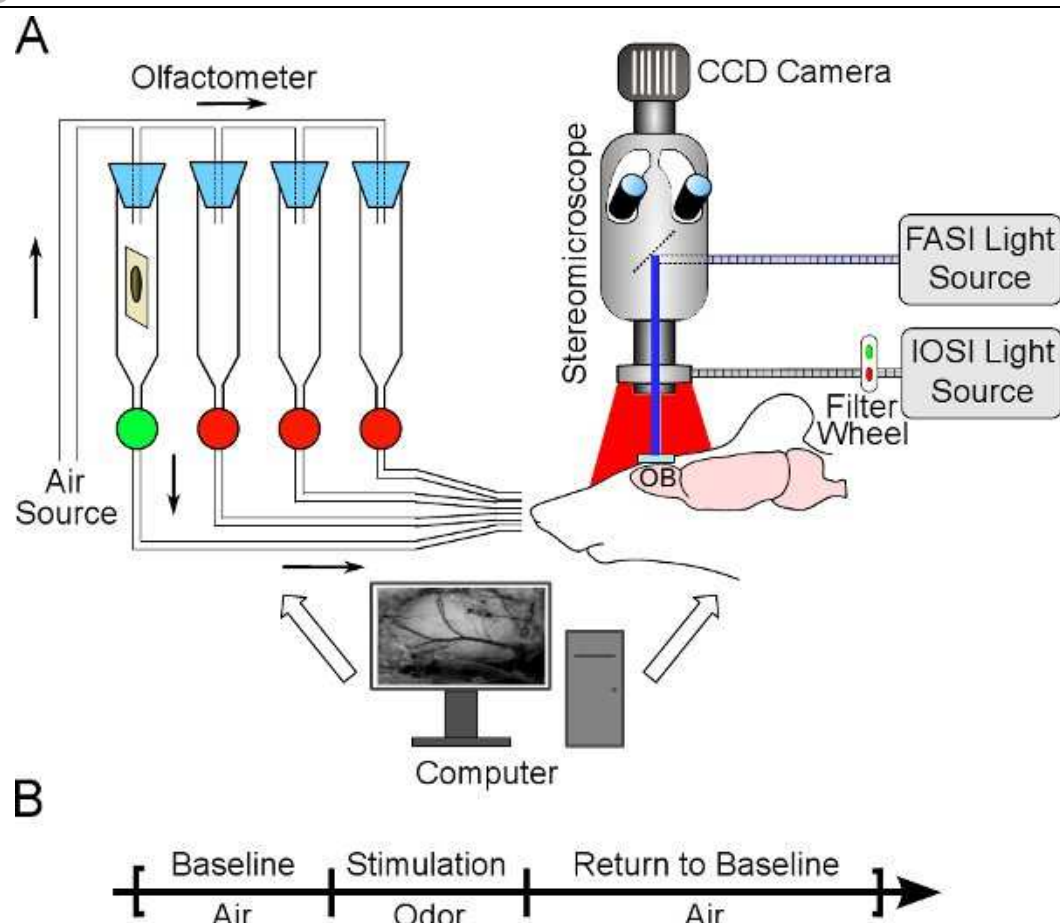 A
Olfactometer
CCD Camera
Stereomicroscope
FASI Light
Source
IOSI Light
Source
Filter
Wheel
Air
Source
OB
Computer
B
Baseline
Stimulation
Return to Baseline
Air
Odor
Air